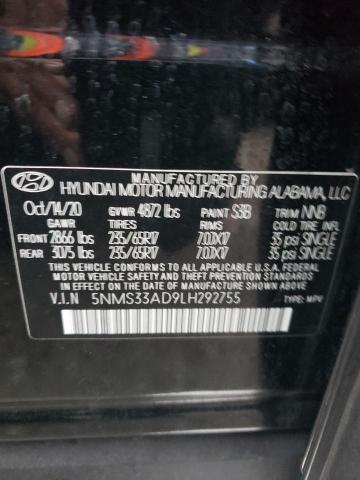 MANUFACTURED BY
HYUNDAI MOTOR MANUFACTURING ALABAMA, LLC
Oct/14/20 GVWR 4872 lbs PAINT S3B TRIM NNB
GAWR TIRES RIMS COLD TIRE INFL
FRONT 2866 lbs 235/65R17 7.0JX17 35 psi SINGLE
REAR 3075 lbs 235/65R17 7.0JX17 35 psi SINGLE
V.I.N 5NMS33AD9LH292755 TYPE: MPV
THIS VEHICLE CONFORMS TO ALL APPLICABLE U.S. FEDERAL
MOTOR VEHICLE SAFETY AND THEFT PREVENTION STANDARDS
IN EFFECT ON THE DATE OF MANUFACTURE SHOWN ABOVE